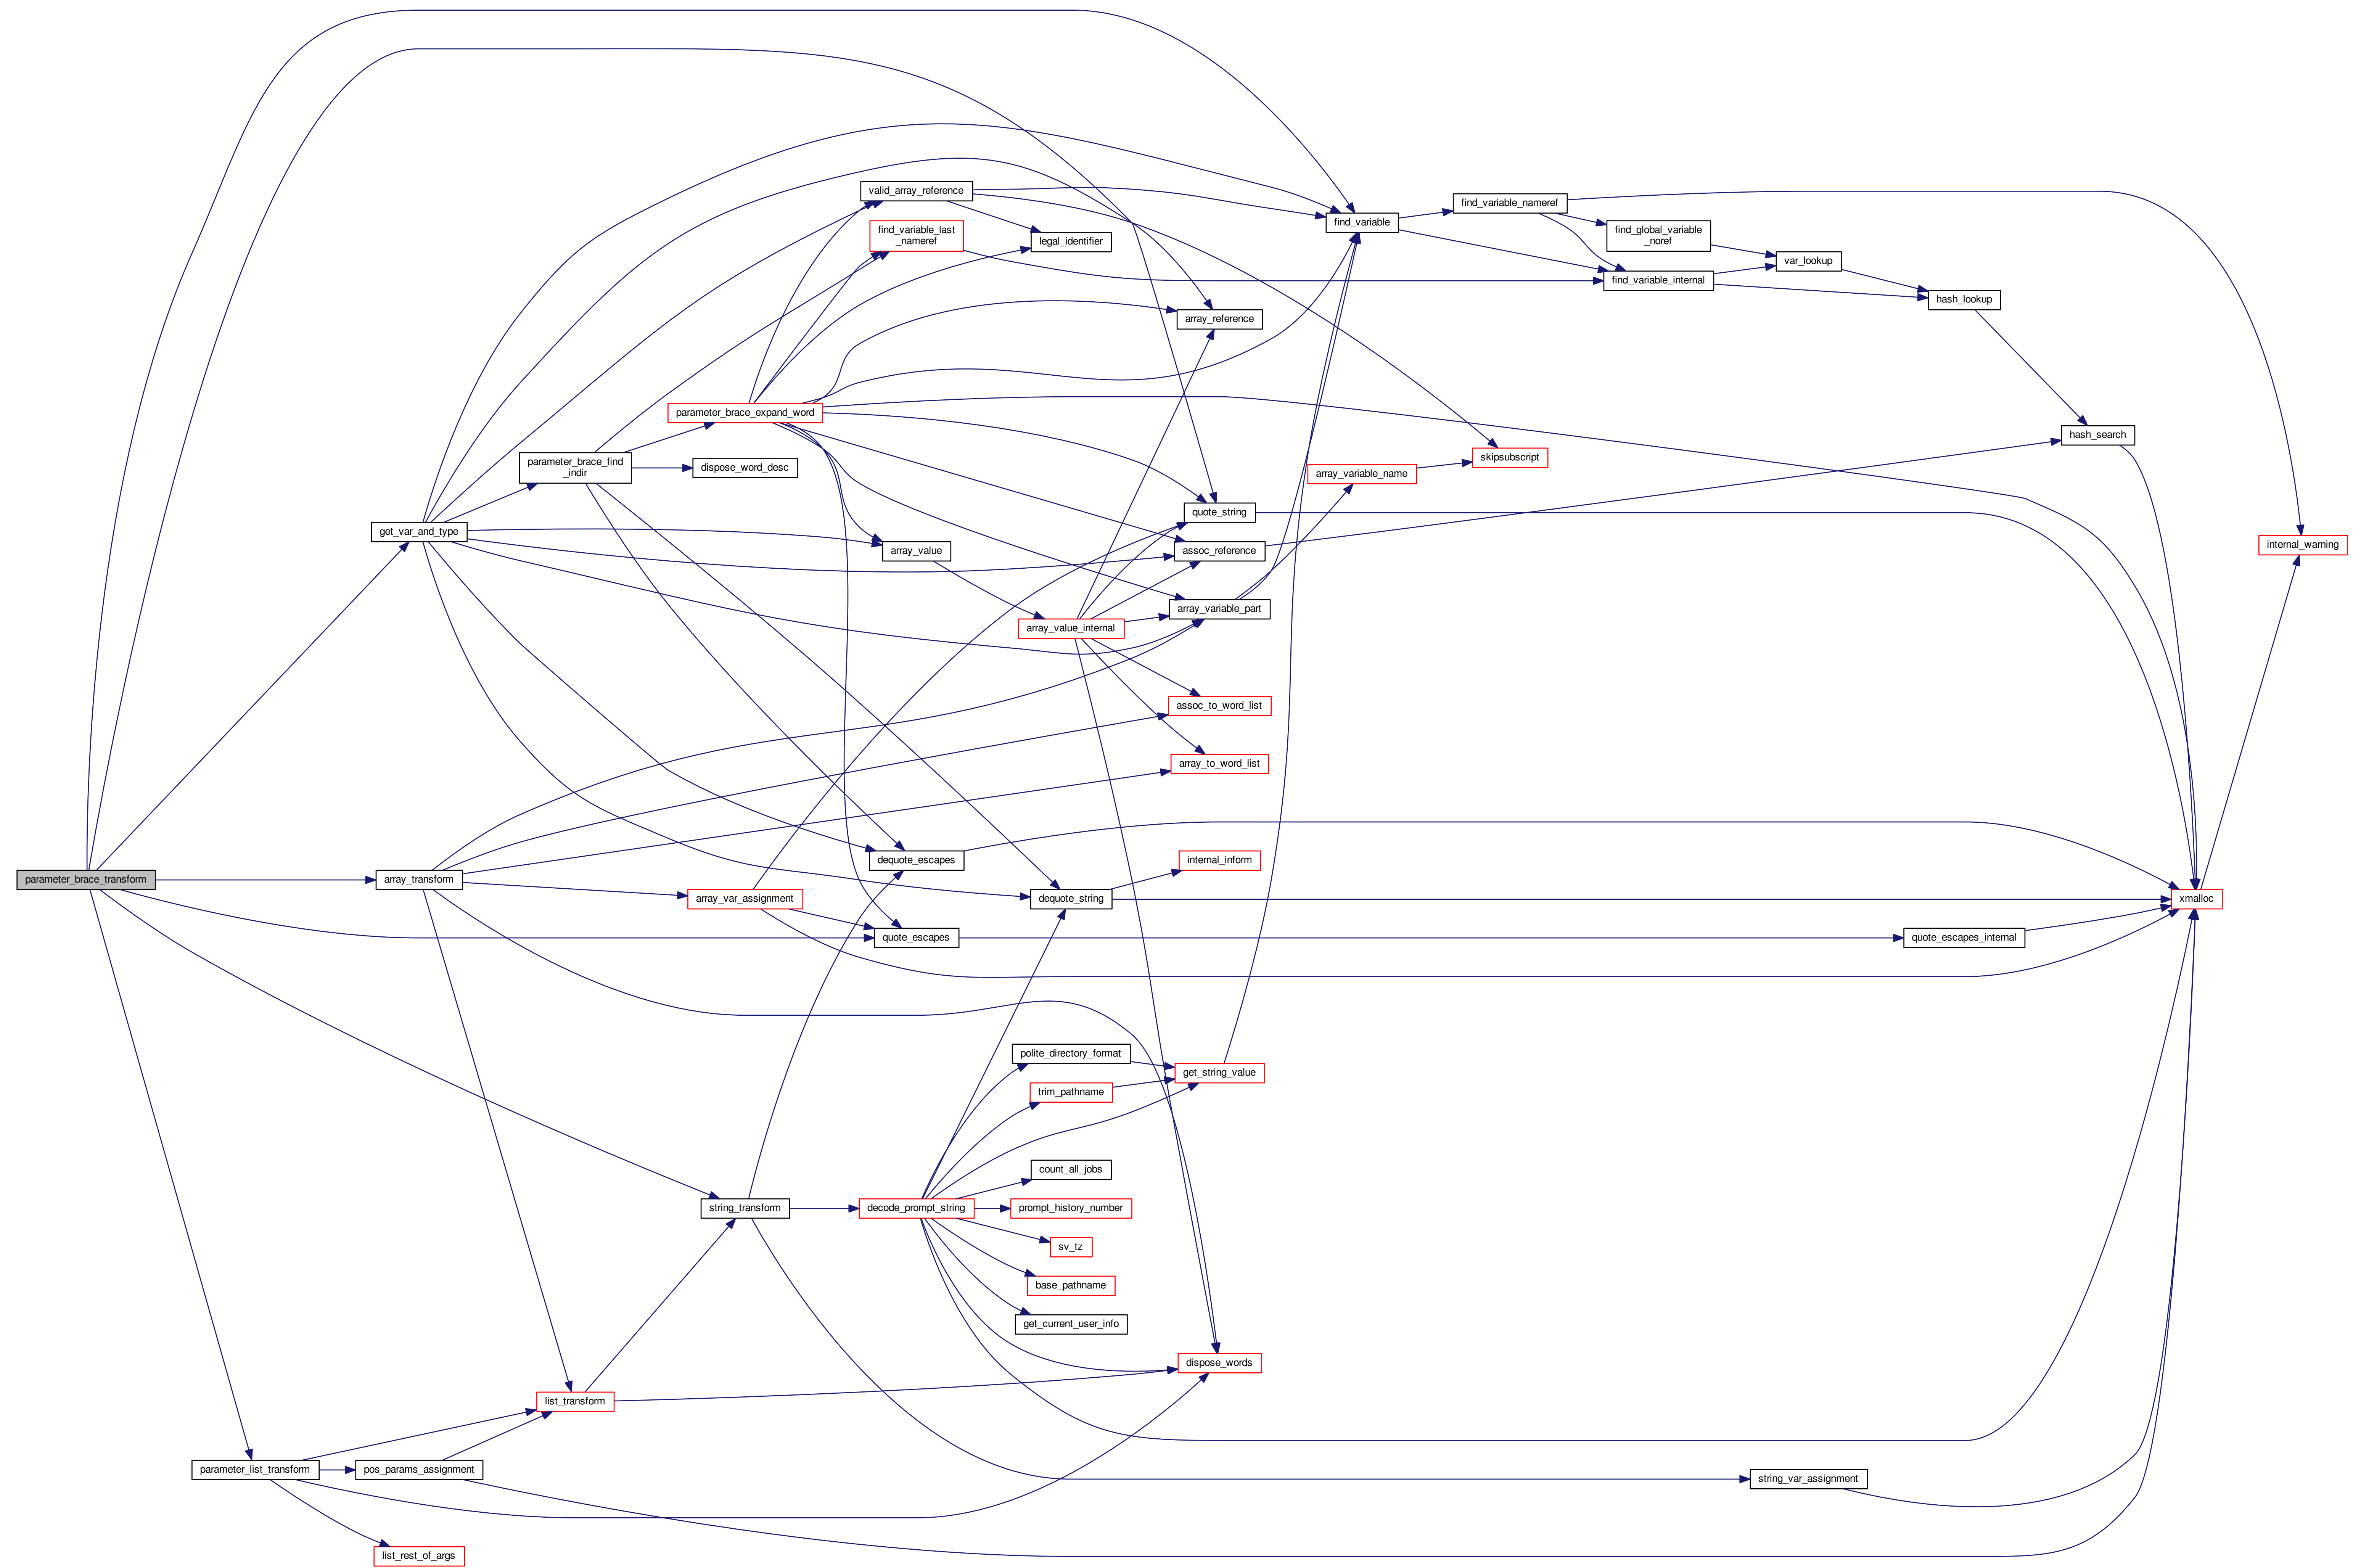 valid_array_reference
find_variable_nameref
find_variable
find_variable_last
_nameref
find_global_variable
_noref
legal_identifier
var_lookup
find_variable_internal
hash_lookup
array_reference
parameter_brace_expand_word
hash_search
skipsubscript
parameter_brace_find
_indir
dispose_word_desc
array_variable_name
quote_string
get_var_and_type
internal_warning
array_value
assoc_reference
array_variable_part
array_value_internal
assoc_to_word_list
array_to_word_list
dequote_escapes
internal_inform
parameter_brace_transform
array_transform
array_var_assignment
dequote_string
xmalloc
quote_escapes
quote_escapes_internal
polite_directory_format
get_string_value
trim_pathname
count_all_jobs
string_transform
decode_prompt_string
prompt_history_number
sv_tz
base_pathname
get_current_user_info
dispose_words
list_transform
parameter_list_transform
pos_params_assignment
string_var_assignment
list_rest_of_args